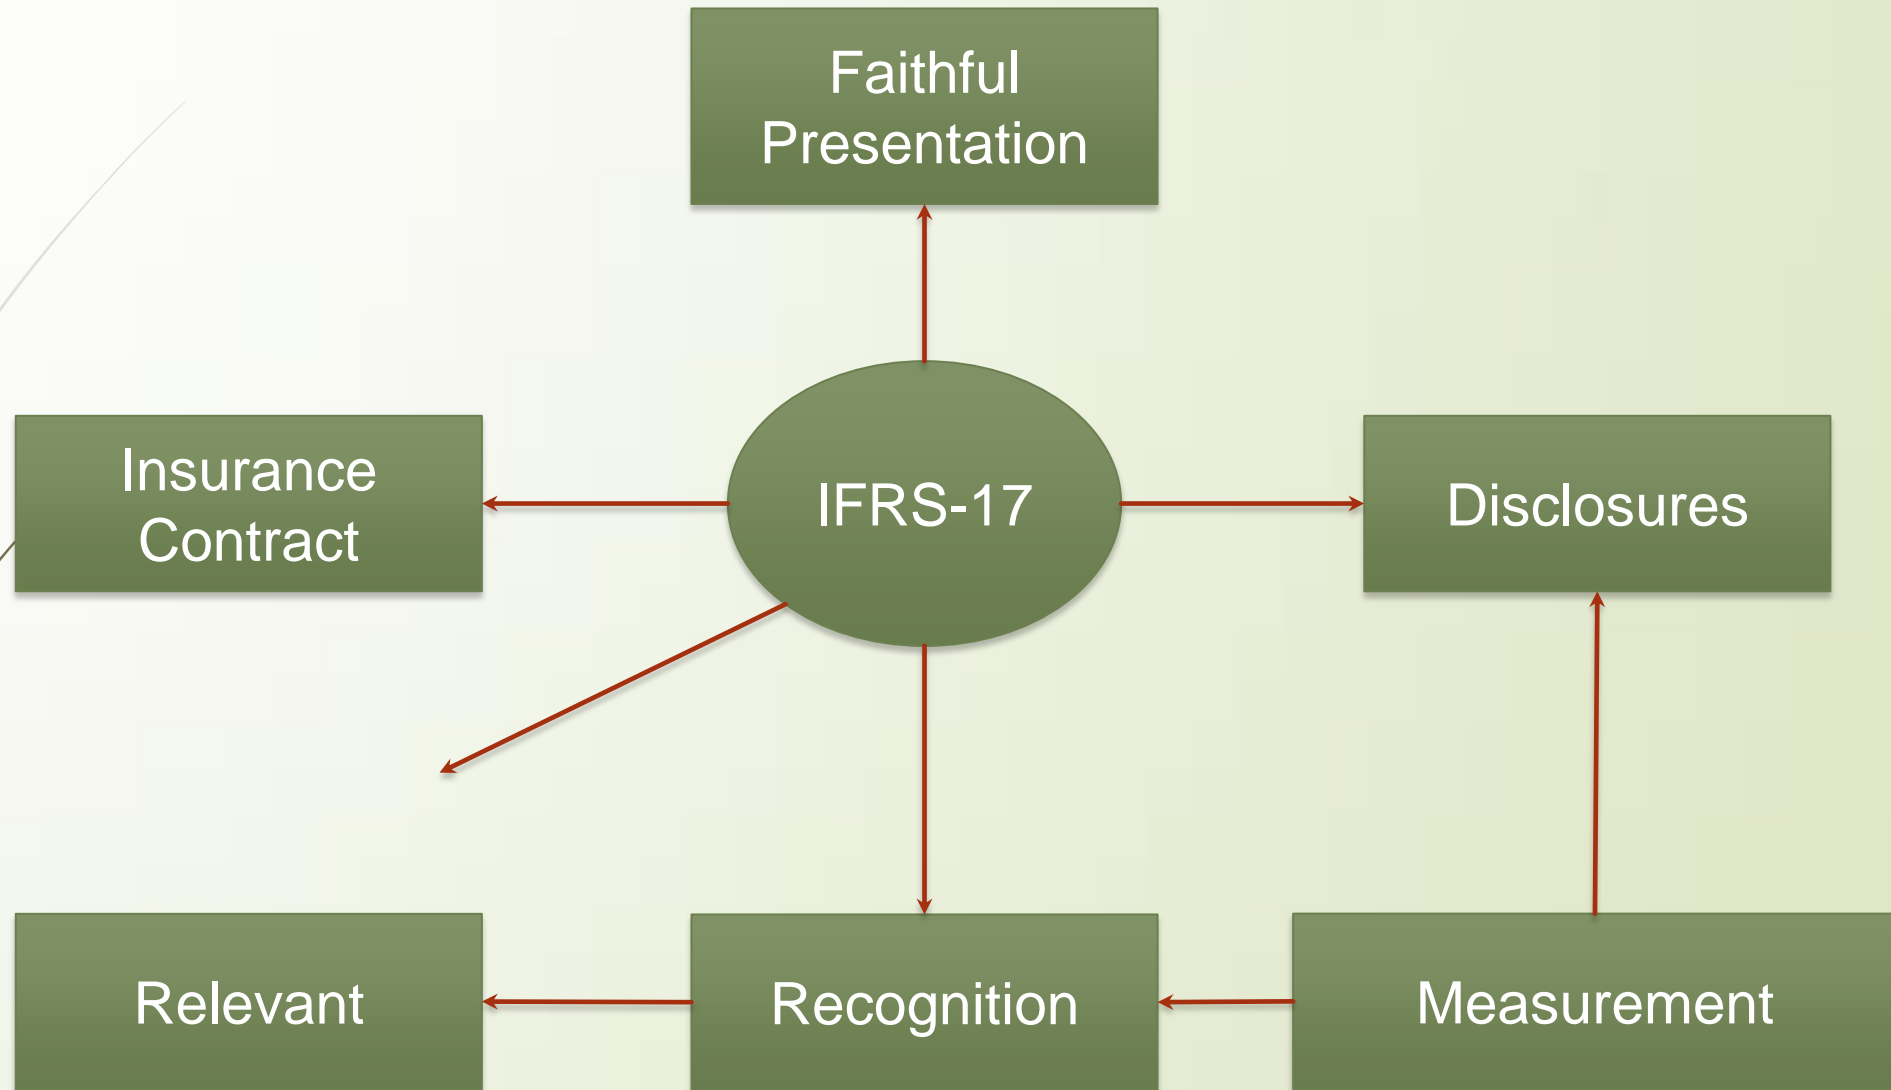 Faithful
Presentation
Insurance
Contract
IFRS-17
Disclosures
Relevant
Recognition
Measurement